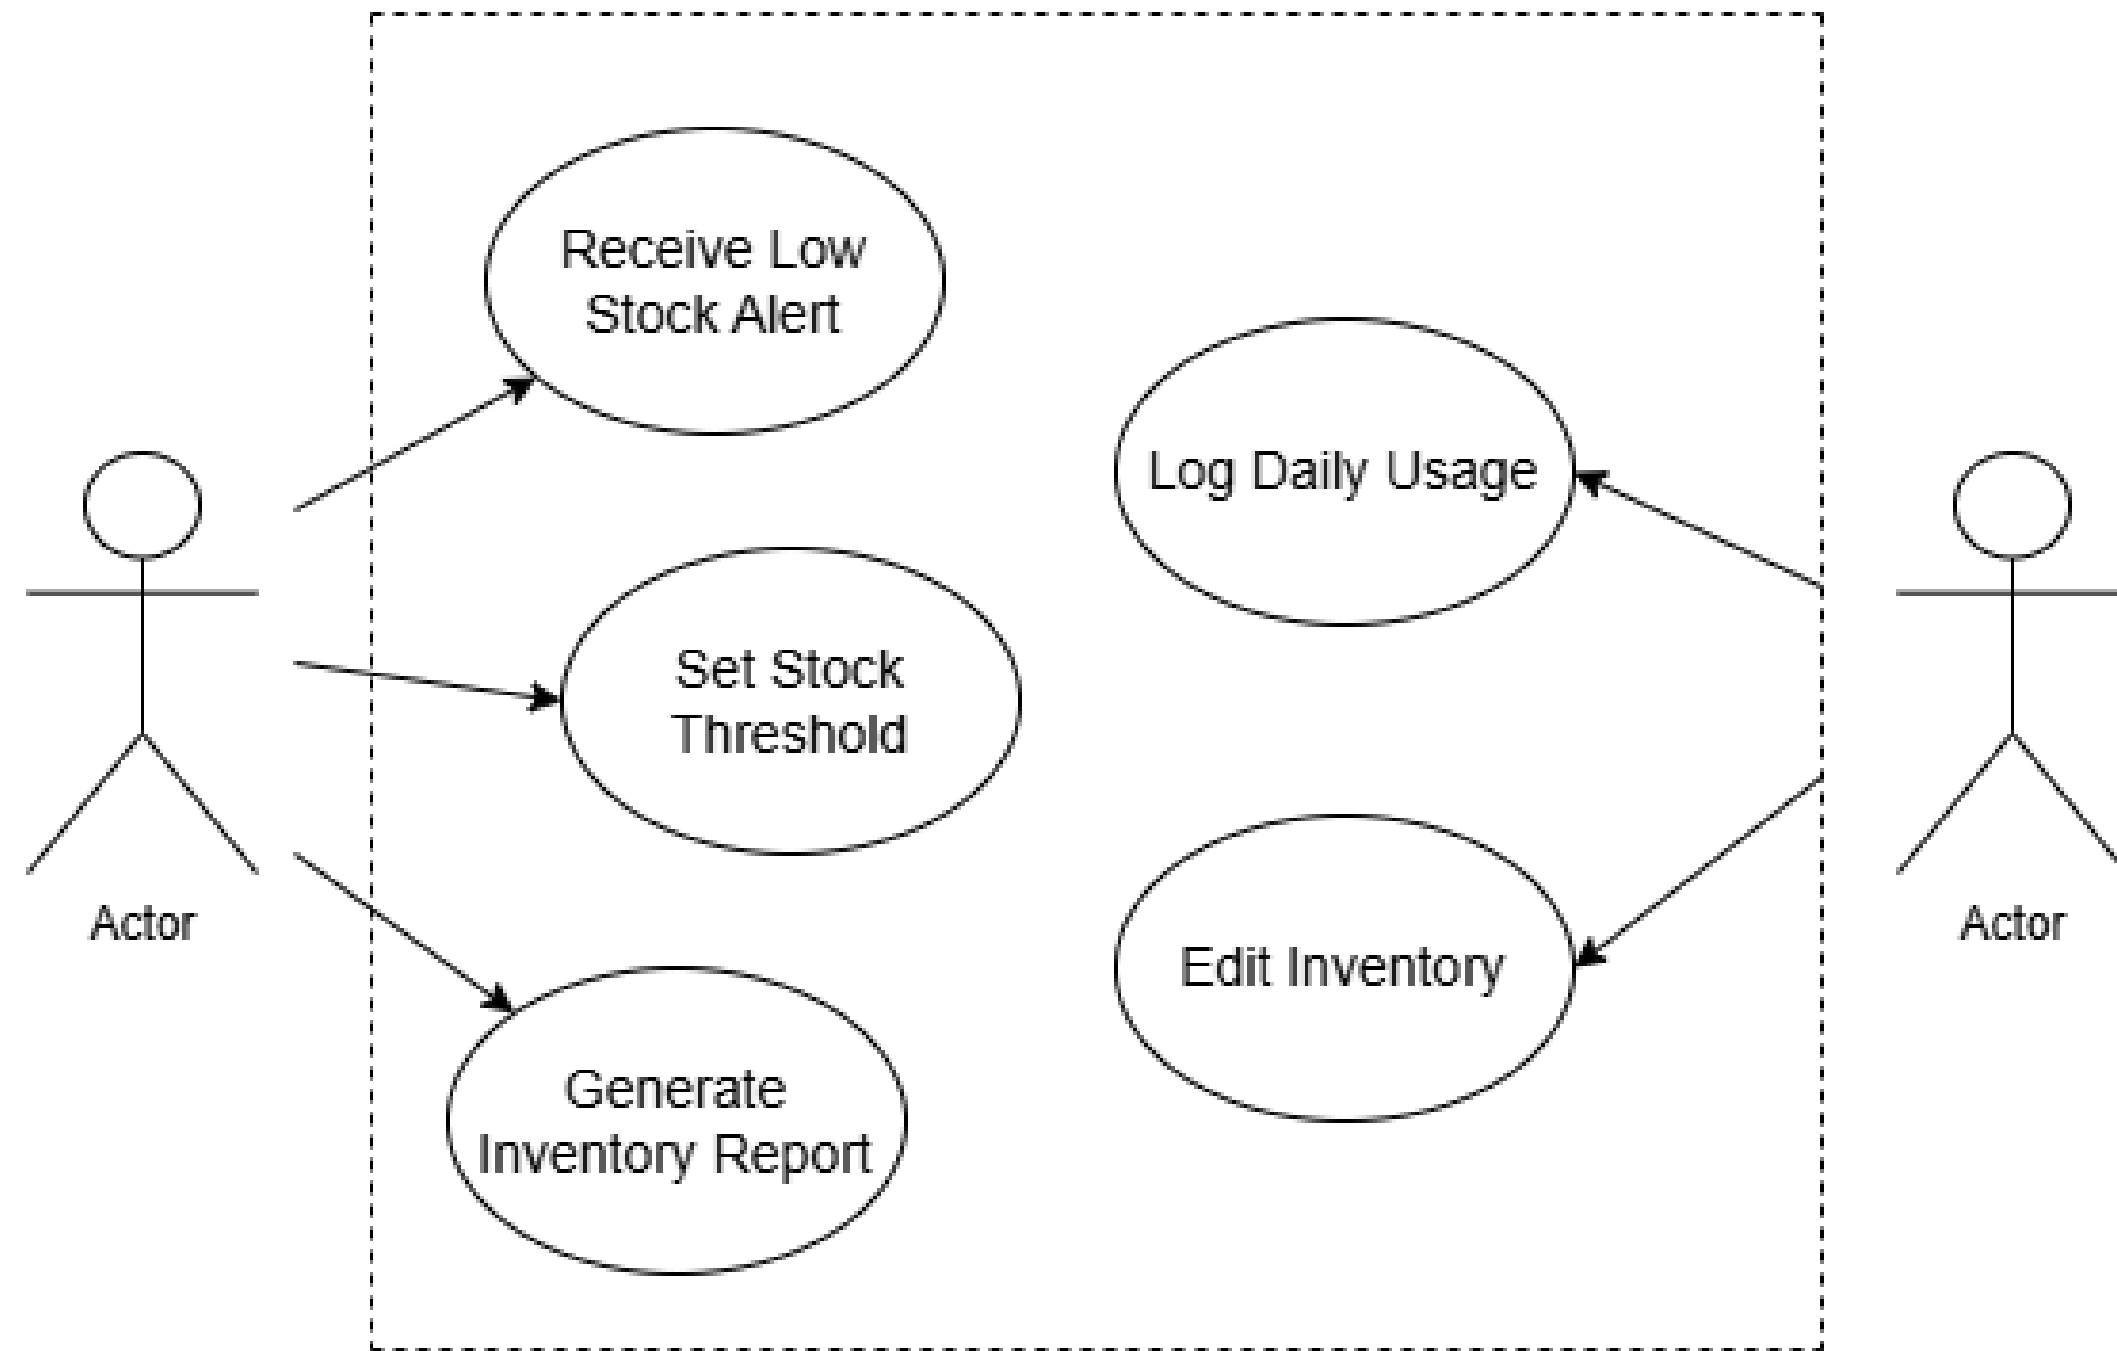 Receive Low
Stock Alert
Log Daily Usage
Set Stock
Threshold
Actor
Actor
Edit Inventory
Generate
Inventory Report